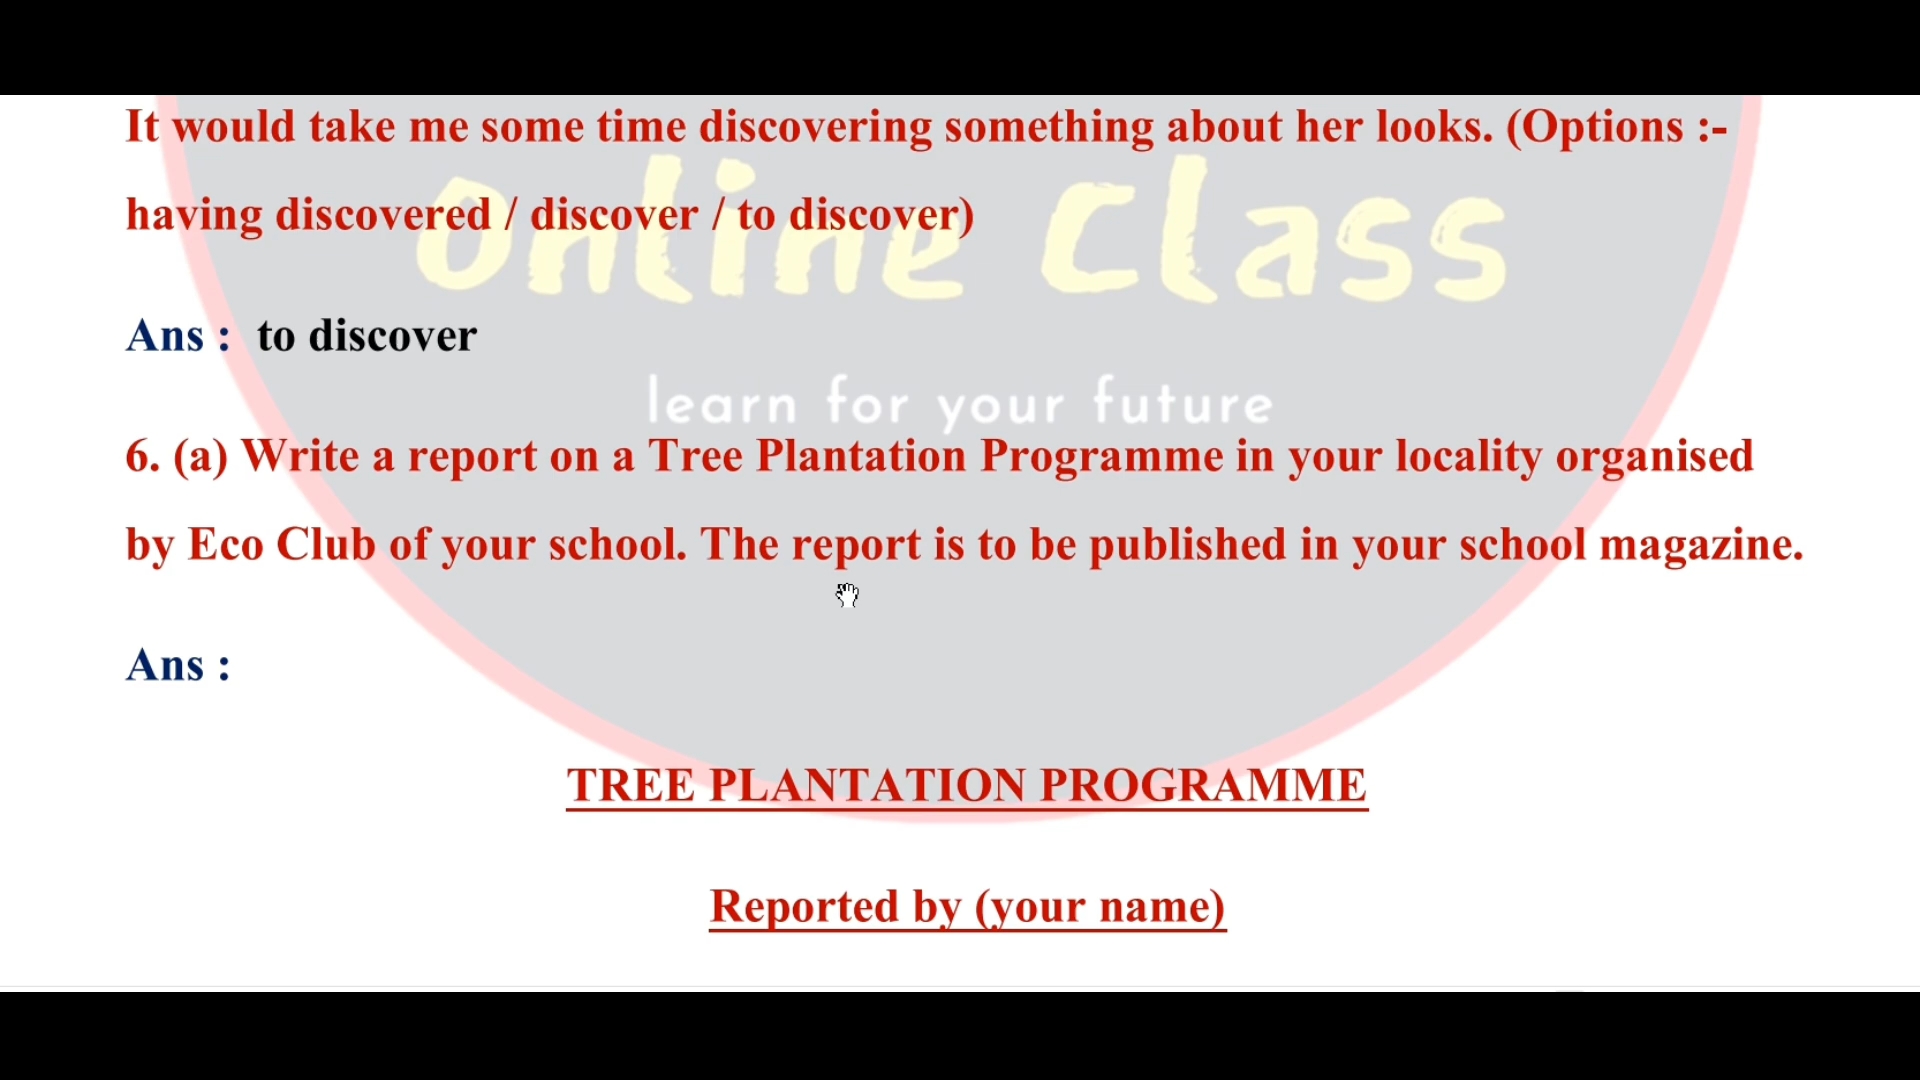 It would take me some time discovering something about her looks. (Options :-
having discovered / discover / to discover)
Online Class
Ans : to discover
learn for your future
6. (a) Write a report on a Tree Plantation Programme in your locality organised
by Eco Club of your school. The report is to be published in your school magazine.
Ans :
TREE PLANTATION PROGRAMME
Reported by (your name)